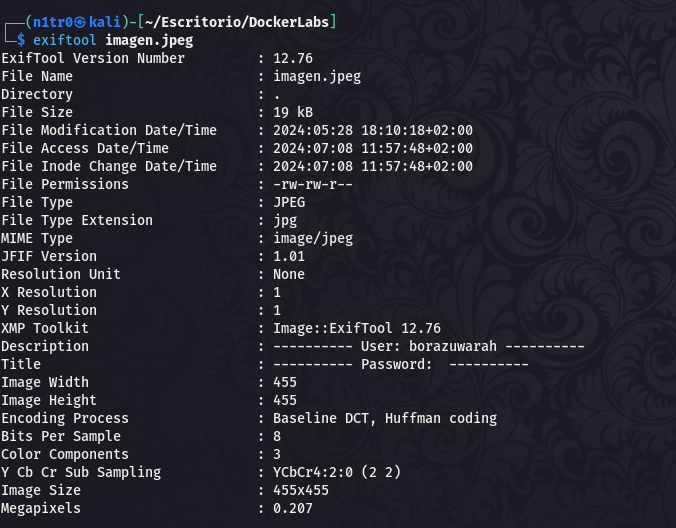 (n1tr0㉿kali)-[~/Escritorio/DockerLabs]
$ exiftool imagen.jpeg
ExifTool Version Number : 12.76
File Name : imagen.jpeg
Directory : .
File Size : 19 kB
File Modification Date/Time : 2024:05:28 18:10:18+02:00
File Access Date/Time : 2024:07:08 11:57:48+02:00
File Inode Change Date/Time : 2024:07:08 11:57:48+02:00
File Permissions : -rw-rw-r--
File Type : JPEG
File Type Extension : jpg
MIME Type : image/jpeg
JFIF Version : 1.01
Resolution Unit : None
X Resolution : 1
Y Resolution : 1
XMP Toolkit : Image::ExifTool 12.76
Description : ---------- User: borazuwarah ----------
Title : ---------- Password:  ----------
Image Width : 455
Image Height : 455
Encoding Process : Baseline DCT, Huffman coding
Bits Per Sample : 8
Color Components : 3
Y Cb Cr Sub Sampling : YCbCr4:2:0 (2 2)
Image Size : 455x455
Megapixels : 0.207